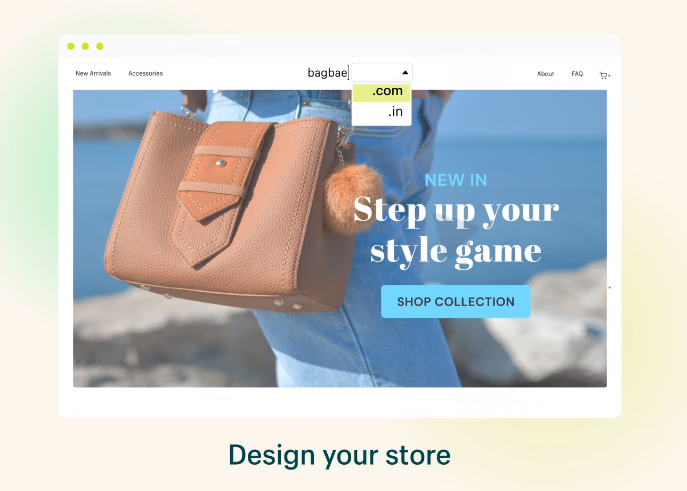 bagbae
New Arrivals
Accessories
.com
.in
About
FAQ
NEW IN
Step up your
style game
SHOP COLLECTION
Design your store